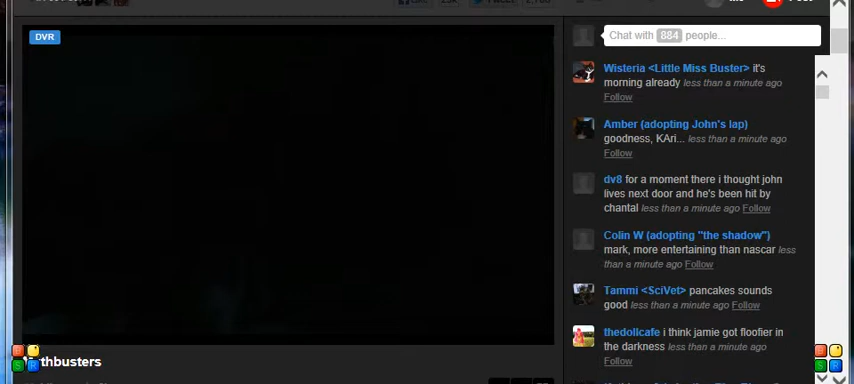 DVR
Chat with 884 people...
Wisteria <Little Miss Buster> it's
morning already less than a minute ago
Follow
Amber (adopting John's lap)
goodness, KAri... less than a minute ago
Follow
dv8 for a moment there i thought john
lives next door and he's been hit by
chantal less than a minute ago Follow
Colin W (adopting "the shadow")
mark, more entertaining than nascar less
than a minute ago Follow
Tammi <SciVet> pancakes sounds
good less than a minute ago Follow
thedollcafe i think jamie got floofier in
the darkness less than a minute ago
Follow
thbusters